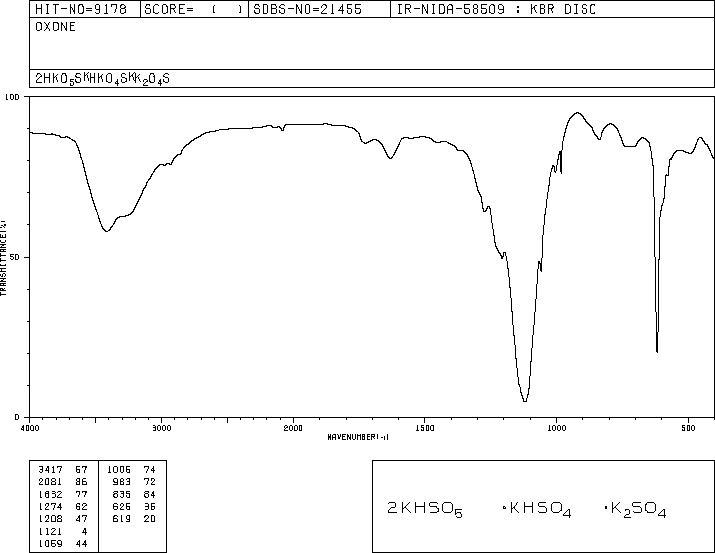 HIT-NO=9178 SCORE= ( ) SDBS-NO=21455 IR-NIDA-58509 : KBR DISC
OXONE
2HKO5SKHKO4SKK2O4S
100
50
0
TRANSMITTANCE(%)
4000 3000 2000 1500 1000 500
WAVENUMBER(-1)
3417 57 1006 74
2081 86 983 72
1632 77 835 84
1274 62 626 36
1208 47 619 20
1121 4
1059 44
2KHSO5 •KHSO4 •K2SO4